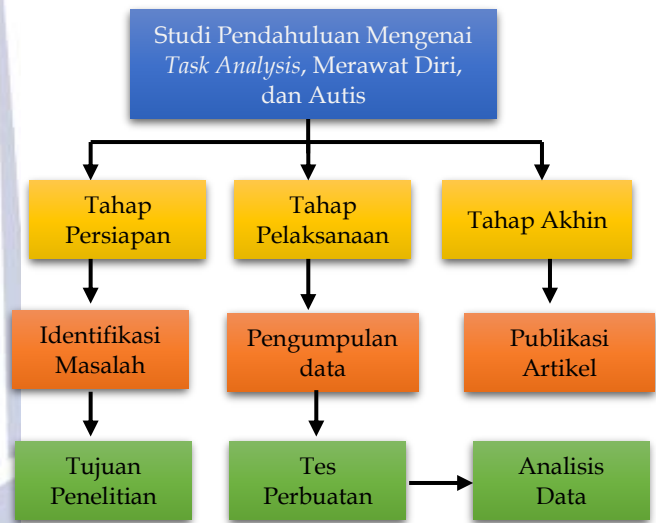 Studi Pendahuluan Mengenai
Task Analysis, Merawat Diri,
dan Autis
Tahap
Persiapan
Tahap
Pelaksanaan
Tahap Akhin
Identifikasi
Masalah
Pengumpulan
data
Publikasi
Artikel
Tujuan
Penelitian
Tes
Perbuatan
Analisis
Data